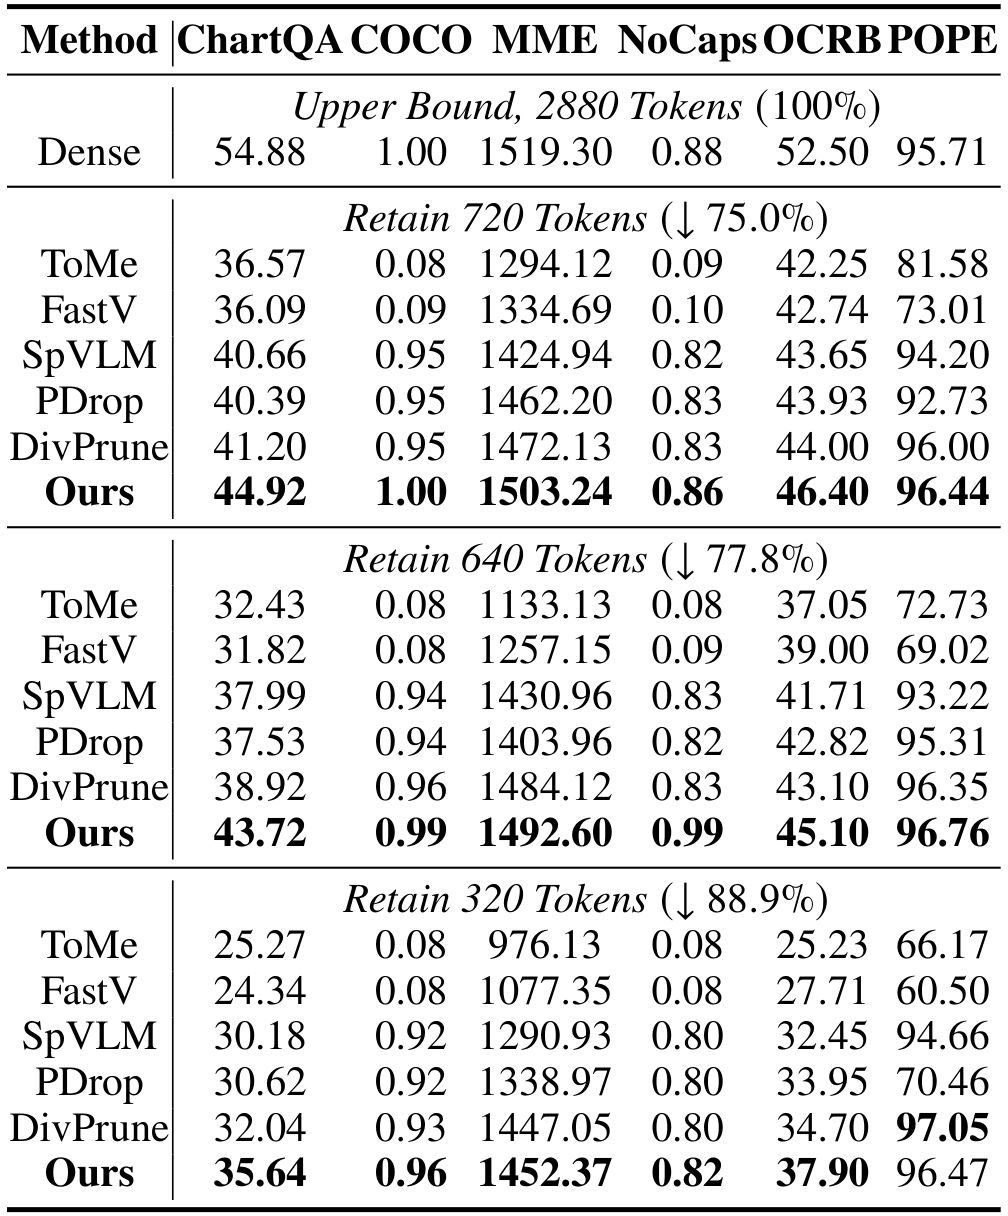 Method ChartQA COCO MME NoCaps OCRB POPE
Upper Bound, 2880 Tokens (100%)
Dense 54.88 1.00 1519.30 0.88 52.50 95.71
Retain 720 Tokens (↓ 75.0%)
ToMe 36.57 0.08 1294.12 0.09 42.25 81.58
FastV 36.09 0.09 1334.69 0.10 42.74 73.01
SpVLM 40.66 0.95 1424.94 0.82 43.65 94.20
PDrop 40.39 0.95 1462.20 0.83 43.93 92.73
DivPrune 41.20 0.95 1472.13 0.83 44.00 96.00
Ours 44.92 1.00 1503.24 0.86 46.40 96.44
Retain 640 Tokens (↓ 77.8%)
ToMe 32.43 0.08 1133.13 0.08 37.05 72.73
FastV 31.82 0.08 1257.15 0.09 39.00 69.02
SpVLM 37.99 0.94 1430.96 0.83 41.71 93.22
PDrop 37.53 0.94 1403.96 0.82 42.82 95.31
DivPrune 38.92 0.96 1484.12 0.83 43.10 96.35
Ours 43.72 0.99 1492.60 0.99 45.10 96.76
Retain 320 Tokens (↓ 88.9%)
ToMe 25.27 0.08 976.13 0.08 25.23 66.17
FastV 24.34 0.08 1077.35 0.08 27.71 60.50
SpVLM 30.18 0.92 1290.93 0.80 32.45 94.66
PDrop 30.62 0.92 1338.97 0.80 33.95 70.46
DivPrune 32.04 0.93 1447.05 0.80 34.70 97.05
Ours 35.64 0.96 1452.37 0.82 37.90 96.47